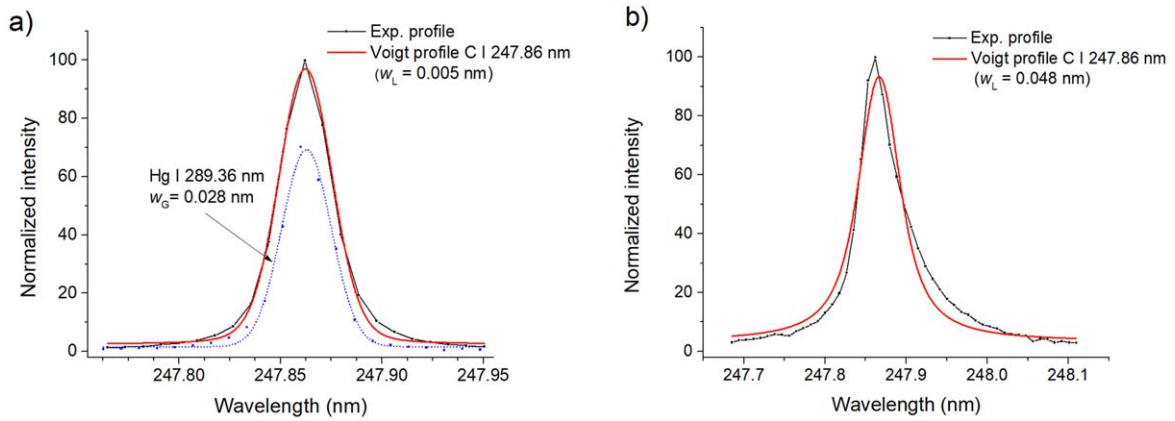 a)
Exp. profile
Voigt profile C I 247.86 nm
(wL = 0.005 nm)
Hg I 289.36 nm
wG= 0.028 nm
Normalized intensity
100
80
60
40
20
0
247.80 247.85 247.90 247.95
Wavelength (nm)
b)
Exp. profile
Voigt profile C I 247.86 nm
(wL = 0.048 nm)
Normalized intensity
100
80
60
40
20
0
247.7 247.8 247.9 248.0 248.1
Wavelength (nm)